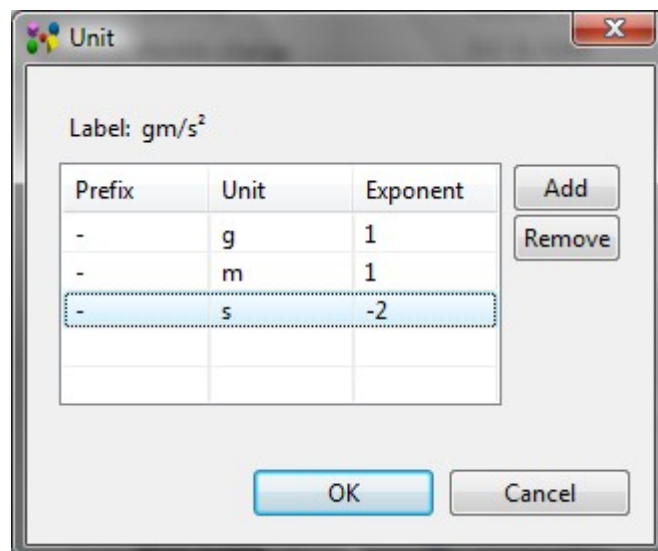 Unit
Label: gm/s²
Prefix Unit Exponent
Add
- g 1
Remove
- m 1
- s -2
OK Cancel